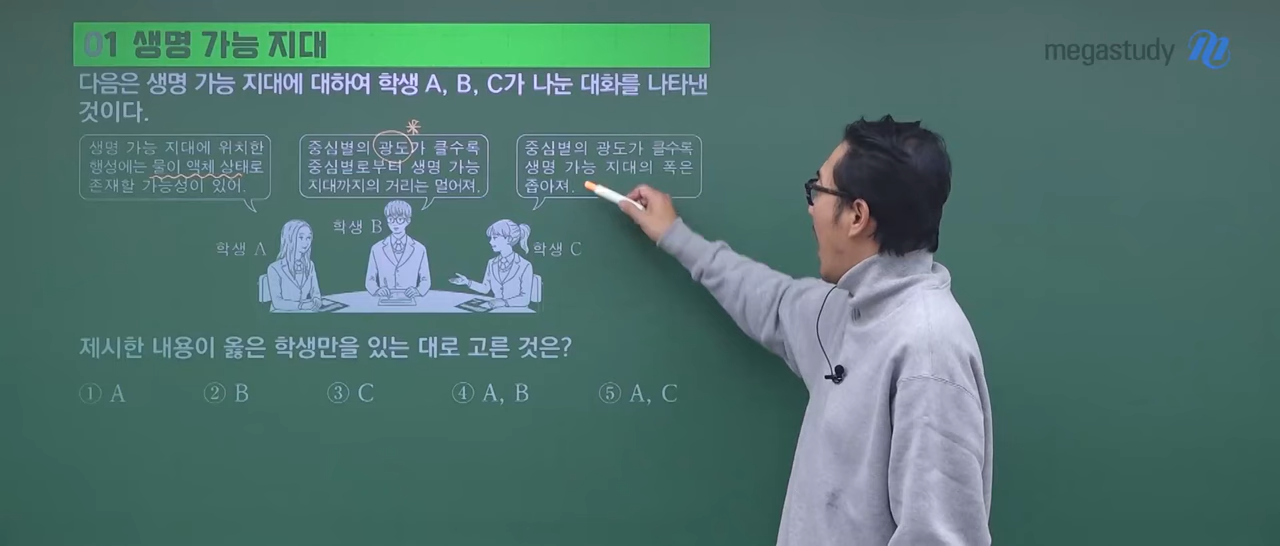 01 생명 가능 지대
megastudy
다음은 생명 가능 지대에 대하여 학생 A, B, C가 나눈 대화를 나타낸
것이다.
생명 가능 지대에 위치한
행성에는 물이 액체 상태로
존재할 가능성이 있어.
중심별의 광도가 클수록
중심별로부터 생명 가능
지대까지의 거리는 멀어져.
중심별의 광도가 클수록
생명 가능 지대의 폭은
좁아져.
학생 A
학생 B
학생 C
제시한 내용이 옳은 학생만을 있는 대로 고른 것은?
① A ② B ③ C ④ A, B ⑤ A, C